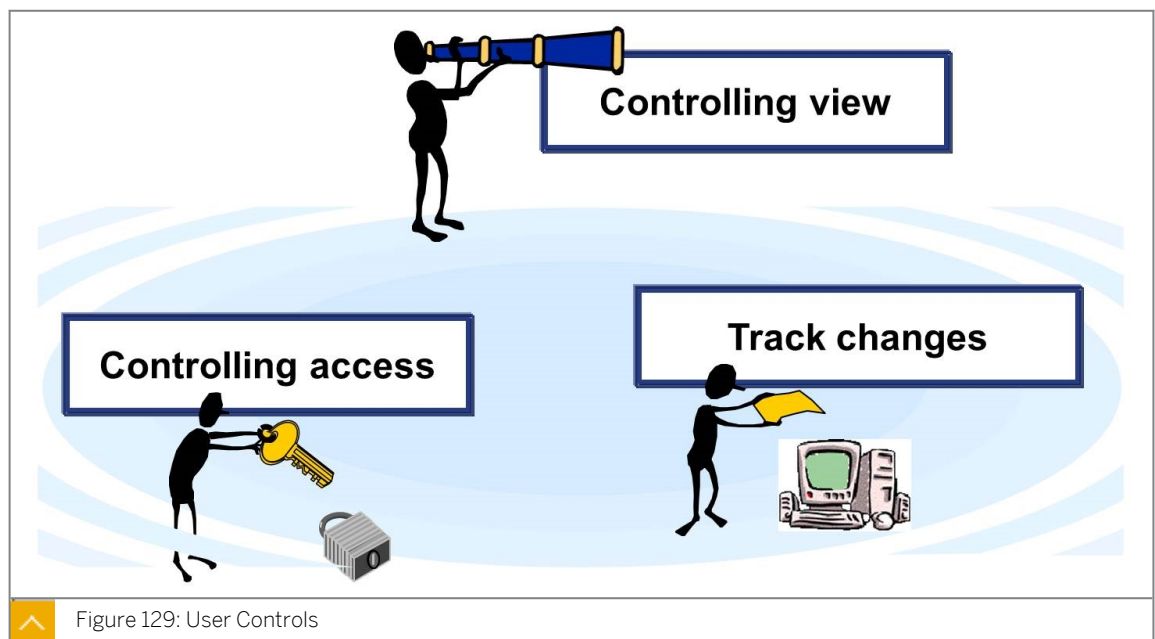 Controlling view
Controlling access
Track changes
Figure 129: User Controls